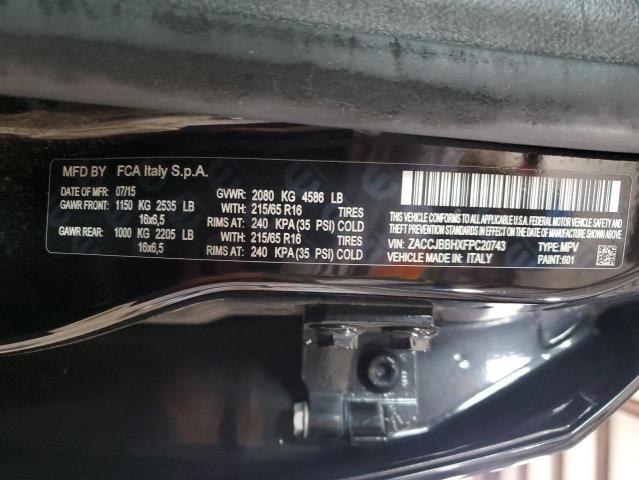 MFD BY FCA Italy S.p.A.
DATE OF MFR: 07/15 GVWR: 2080 KG 4586 LB
GAWR FRONT: 1150 KG 2535 LB WITH: 215/65 R16 TIRES
16x6,5 RIMS AT: 240 KPA (35 PSI) COLD
GAWR REAR: 1000 KG 2205 LB WITH: 215/65 R16 TIRES
16x6,5 RIMS AT: 240 KPA (35 PSI) COLD
THIS VEHICLE CONFORMS TO ALL APPLICABLE
U.S.A. FEDERAL MOTOR VEHICLE SAFETY, BUMPER AND
THEFT PREVENTION STANDARDS IN EFFECT ON THE
DATE OF MANUFACTURE SHOWN ABOVE.
VIN: ZACCJBBHXFPC20743 TYPE: MPV
VEHICLE MADE IN: ITALY PAINT: 601